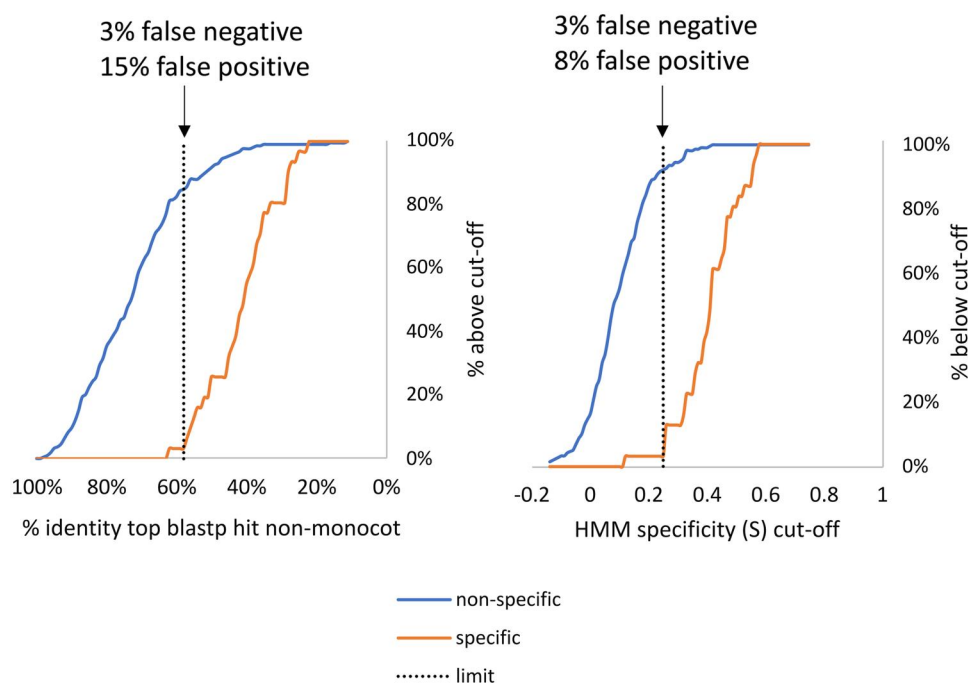 3% false negative
15% false positive
100%
80%
60%
40%
20%
0%
% above cut-off
100% 80% 60% 40% 20% 0%
% identity top blastp hit non-monocot
3% false negative
8% false positive
100%
80%
60%
40%
20%
0%
% below cut-off
-0.2 0 0.2 0.4 0.6 0.8 1
HMM specificity (S) cut-off
non-specific
specific
limit